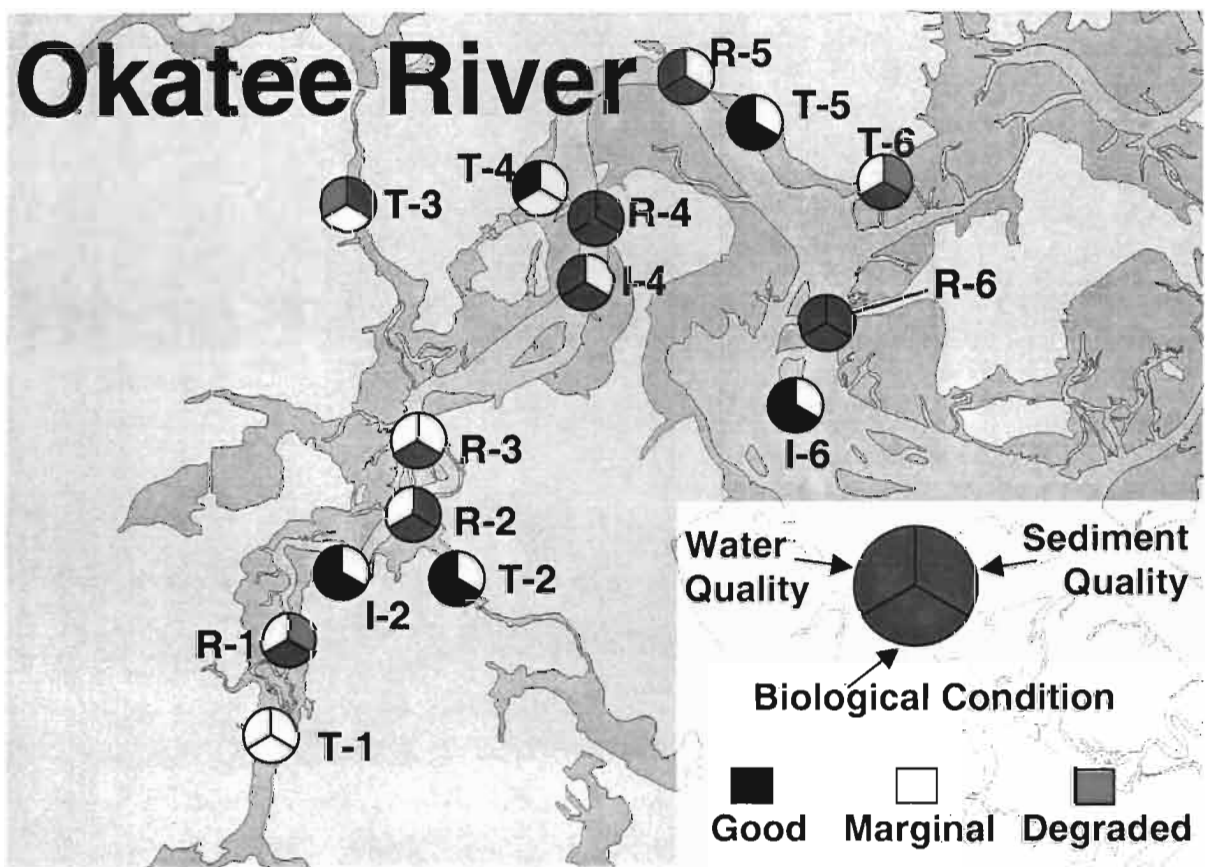 Okatee River
R-5
T-5
T-4
T-6
T-3
R-4
I-4
R-6
I-6
R-3
R-2
I-2
T-2
R-1
T-1
Water Quality
Sediment Quality
Biological Condition
Good Marginal Degraded